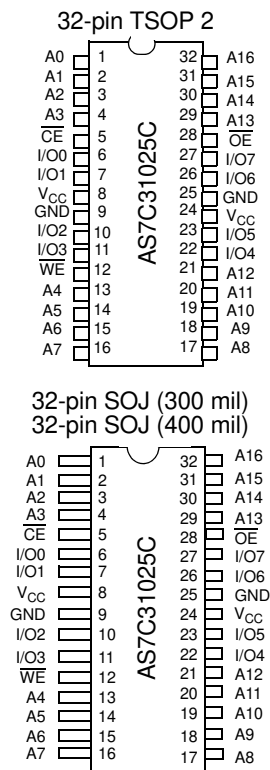 32-pin TSOP 2
A0 1 32 A16
A1 2 31 A15
A2 3 30 A14
A3 4 29 A13
CE 5 28 OE
I/O0 6 27 I/O7
I/O1 7 26 I/O6
VCC 8 25 GND
GND 9 24 VCC
I/O2 10 23 I/O5
I/O3 11 22 I/O4
WE 12 21 A12
A4 13 20 A11
A5 14 19 A10
A6 15 18 A9
A7 16 17 A8
AS7C31025C
32-pin SOJ (300 mil)
32-pin SOJ (400 mil)
A0 1 32 A16
A1 2 31 A15
A2 3 30 A14
A3 4 29 A13
CE 5 28 OE
I/O0 6 27 I/O7
I/O1 7 26 I/O6
VCC 8 25 GND
GND 9 24 VCC
I/O2 10 23 I/O5
I/O3 11 22 I/O4
WE 12 21 A12
A4 13 20 A11
A5 14 19 A10
A6 15 18 A9
A7 16 17 A8
AS7C31025C